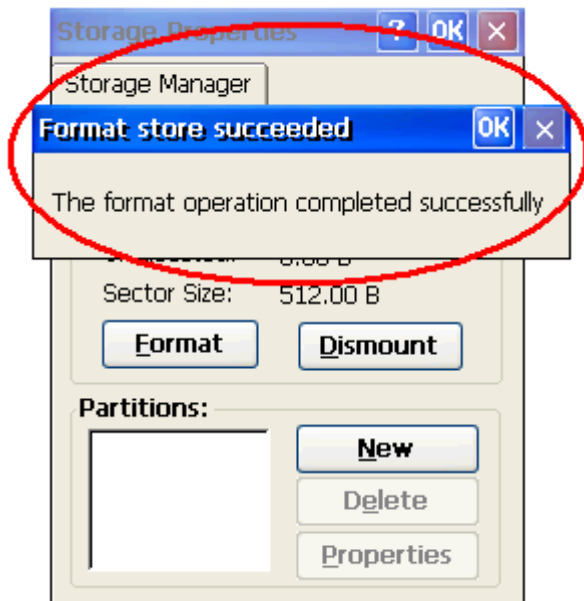 Storage Properties ? OK
Storage Manager
Format store succeeded OK
The format operation completed successfully
Sector Size: 512.00 B
Format Dismount
Partitions:
New
Delete
Properties